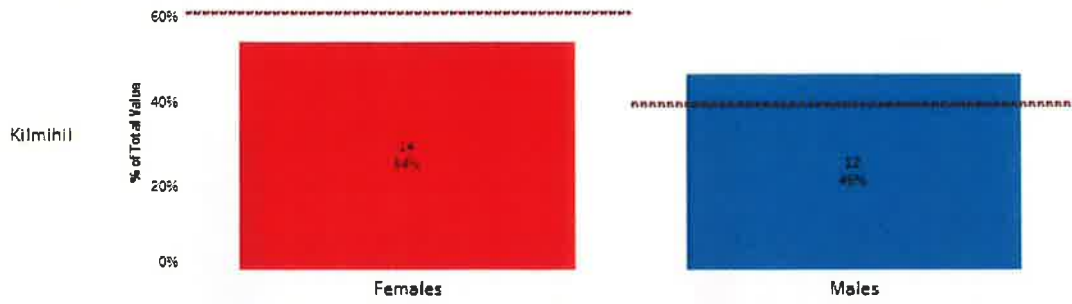 60%
40%
20%
0%
% of Total Value
Kilmihil
14
54%
12
46%
Females
Males